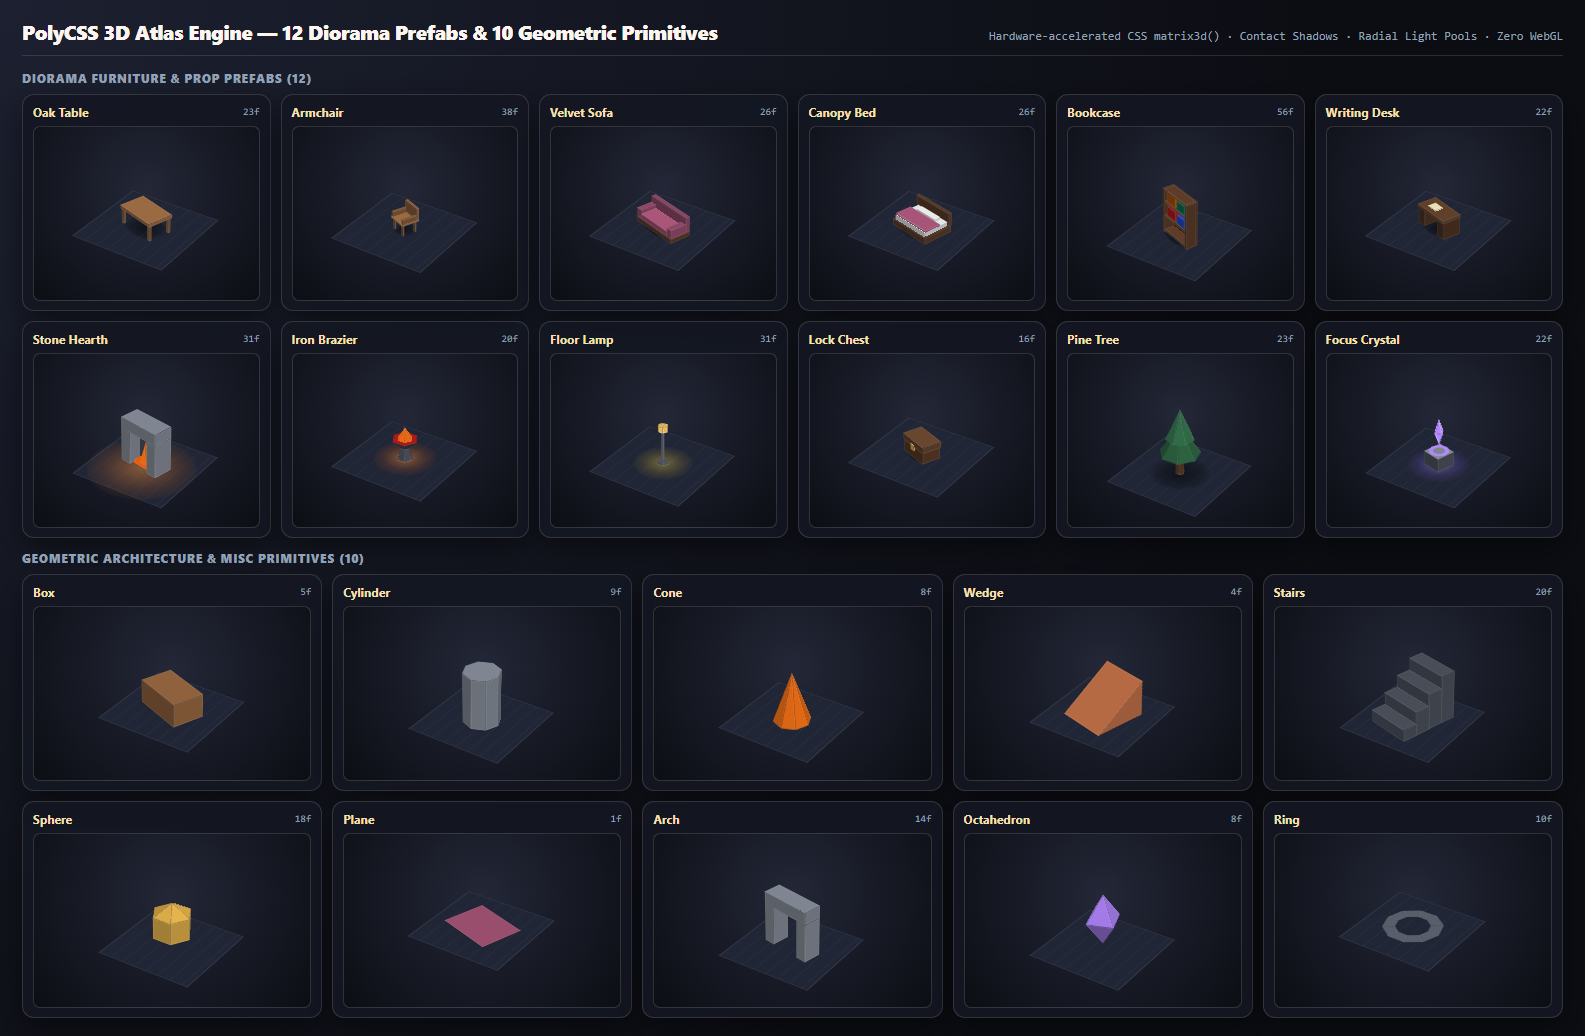 PolyCSS 3D Atlas Engine — 12 Diorama Prefabs & 10 Geometric Primitives
Hardware-accelerated CSS matrix3d() · Contact Shadows · Radial Light Pools · Zero WebGL
DIORAMA FURNITURE & PROP PREFABS (12)
Oak Table 23f
Armchair 38f
Velvet Sofa 26f
Canopy Bed 26f
Bookcase 56f
Writing Desk 22f
Stone Hearth 31f
Iron Brazier 20f
Floor Lamp 31f
Lock Chest 16f
Pine Tree 23f
Focus Crystal 22f
GEOMETRIC ARCHITECTURE & MISC PRIMITIVES (10)
Box 5f
Cylinder 9f
Cone 8f
Wedge 4f
Stairs 20f
Sphere 18f
Plane 1f
Arch 14f
Octahedron 8f
Ring 10f